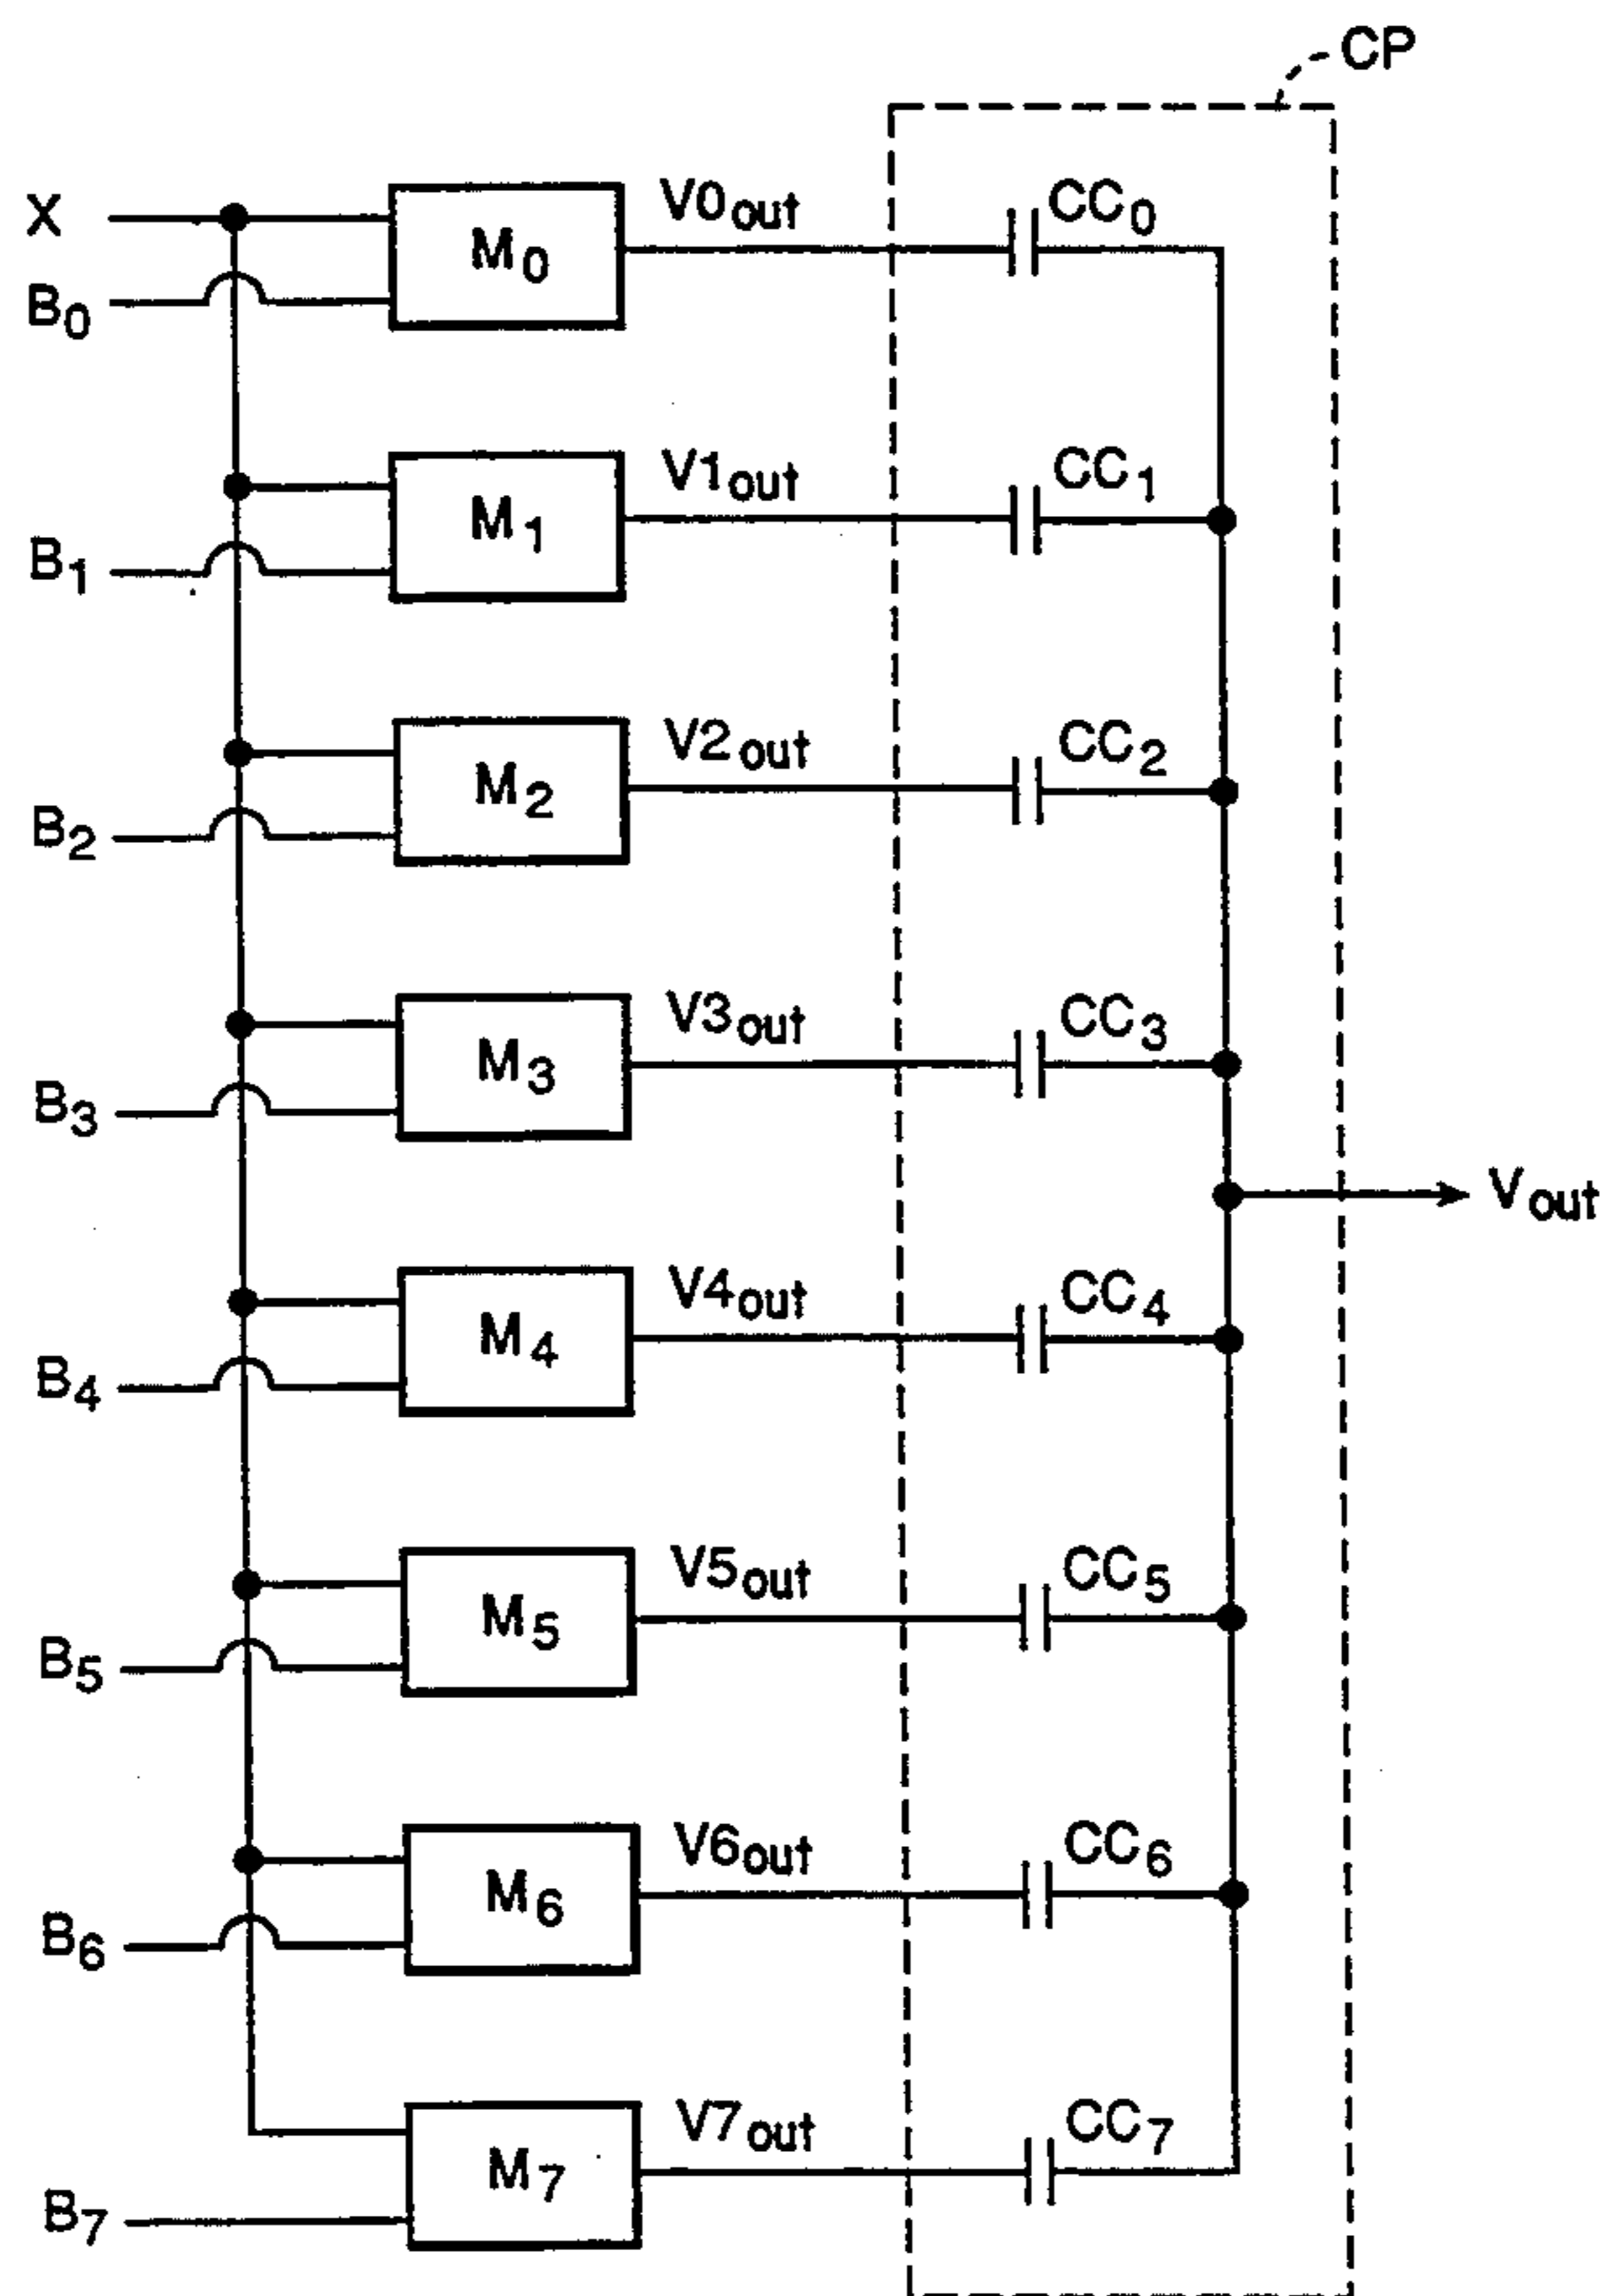 CP
X M₀ V0out CC₀
B₀
M₁ V1out CC₁
B₁
M₂ V2out CC₂
B₂
M₃ V3out CC₃
B₃
Vout
M₄ V4out CC₄
B₄
M₅ V5out CC₅
B₅
M₆ V6out CC₆
B₆
M₇ V7out CC₇
B₇